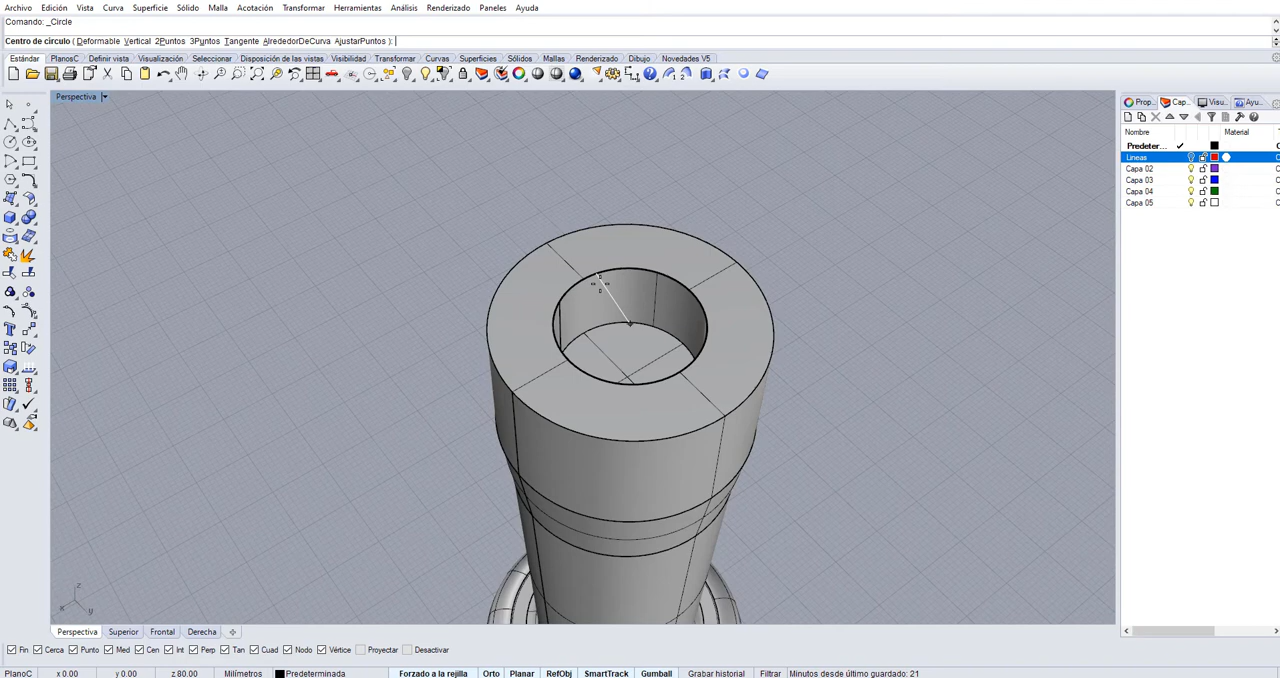 Archivo Edición Vista Curva Superficie Sólido Malla Acotación Transformar Herramientas Análisis Renderizado Paneles Ayuda
Comando: _Circle
Centro de círculo ( Deformable Vertical 2Puntos 3Puntos Tangente AlrededorDeCurva AjustarPuntos ):
Estándar PlanosC Definir vista Visualización Seleccionar Disposición de las vistas Visibilidad Transformar Curvas Superficies Sólidos Mallas Renderizado Dibujo Novedades V5
Perspectiva
Prop... Cap... Visu... Ayu...
Nombre Material
Predeter... C
Lineas C
Capa 02 C
Capa 03 C
Capa 04 C
Capa 05 C
z
x
y
Perspectiva Superior Frontal Derecha
Fin Cerca Punto Med Cen Int Perp Tan Cuad Nodo Vértice Proyectar Desactivar
PlanoC x 0.00 y 0.00 z 80.00 Milímetros Predeterminada Forzado a la rejilla Orto Planar RefObj SmartTrack Gumball Grabar historial Filtrar Minutos desde último guardado: 21